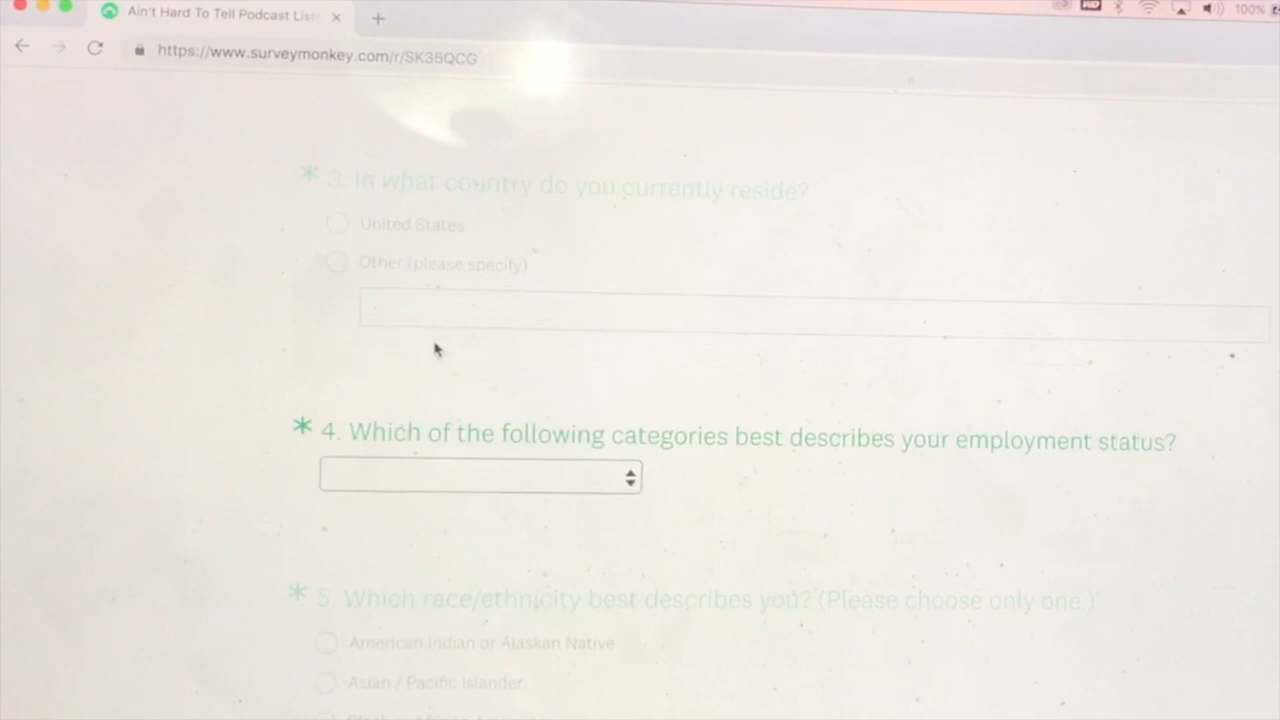 Ain't Hard To Tell Podcast List
HD
100%
https://www.surveymonkey.com/r/SK35QCG
* 3. In what country do you currently reside?
United States
Other (please specify)
* 4. Which of the following categories best describes your employment status?
* 5. Which race/ethnicity best describes you? (Please choose only one.)
American Indian or Alaskan Native
Asian / Pacific Islander